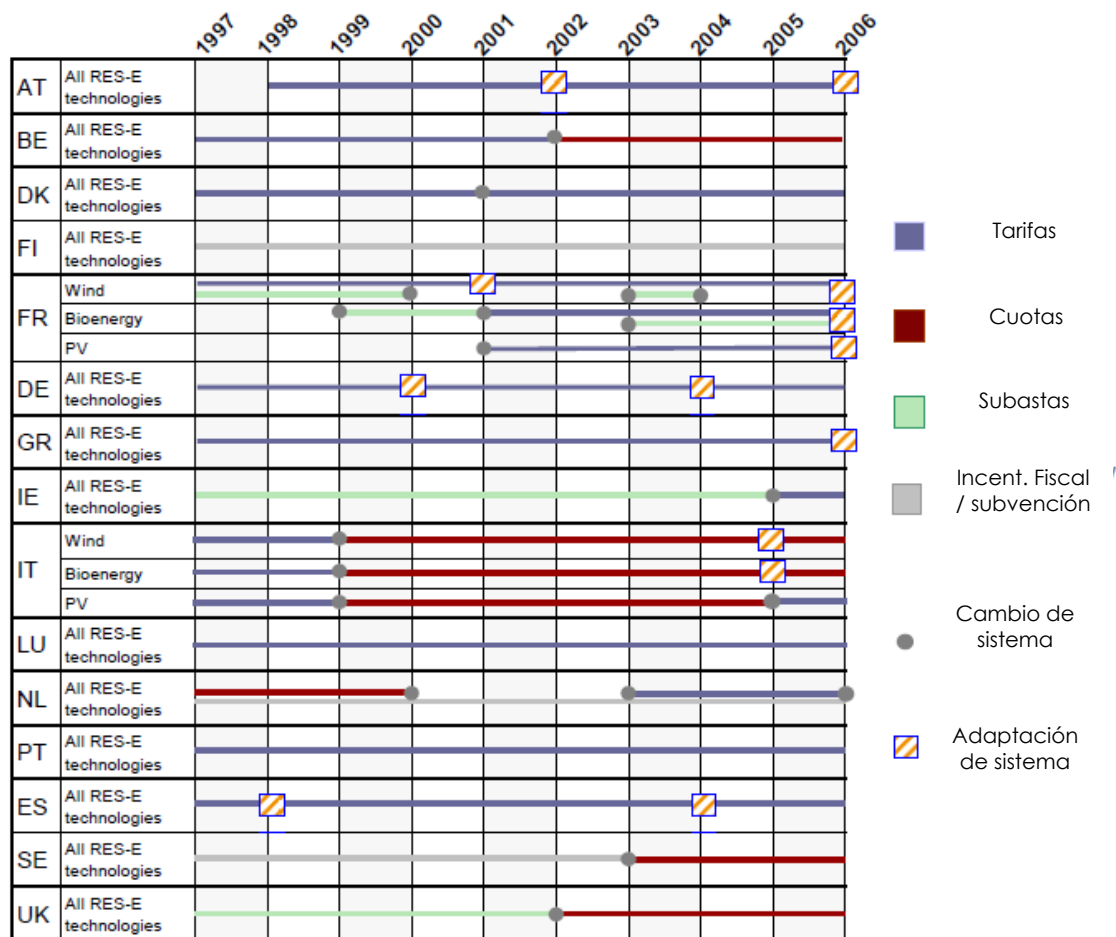 1997 1998 1999 2000 2001 2002 2003 2004 2005 2006
AT All RES-E
technologies
BE All RES-E
technologies
DK All RES-E
technologies
FI All RES-E
technologies
FR Wind
Bioenergy
PV
DE All RES-E
technologies
GR All RES-E
technologies
IE All RES-E
technologies
IT Wind
Bioenergy
PV
LU All RES-E
technologies
NL All RES-E
technologies
PT All RES-E
technologies
ES All RES-E
technologies
SE All RES-E
technologies
UK All RES-E
technologies
Tarifas
Cuotas
Subastas
Incent. Fiscal
/ subvención
Cambio de
sistema
Adaptación
de sistema